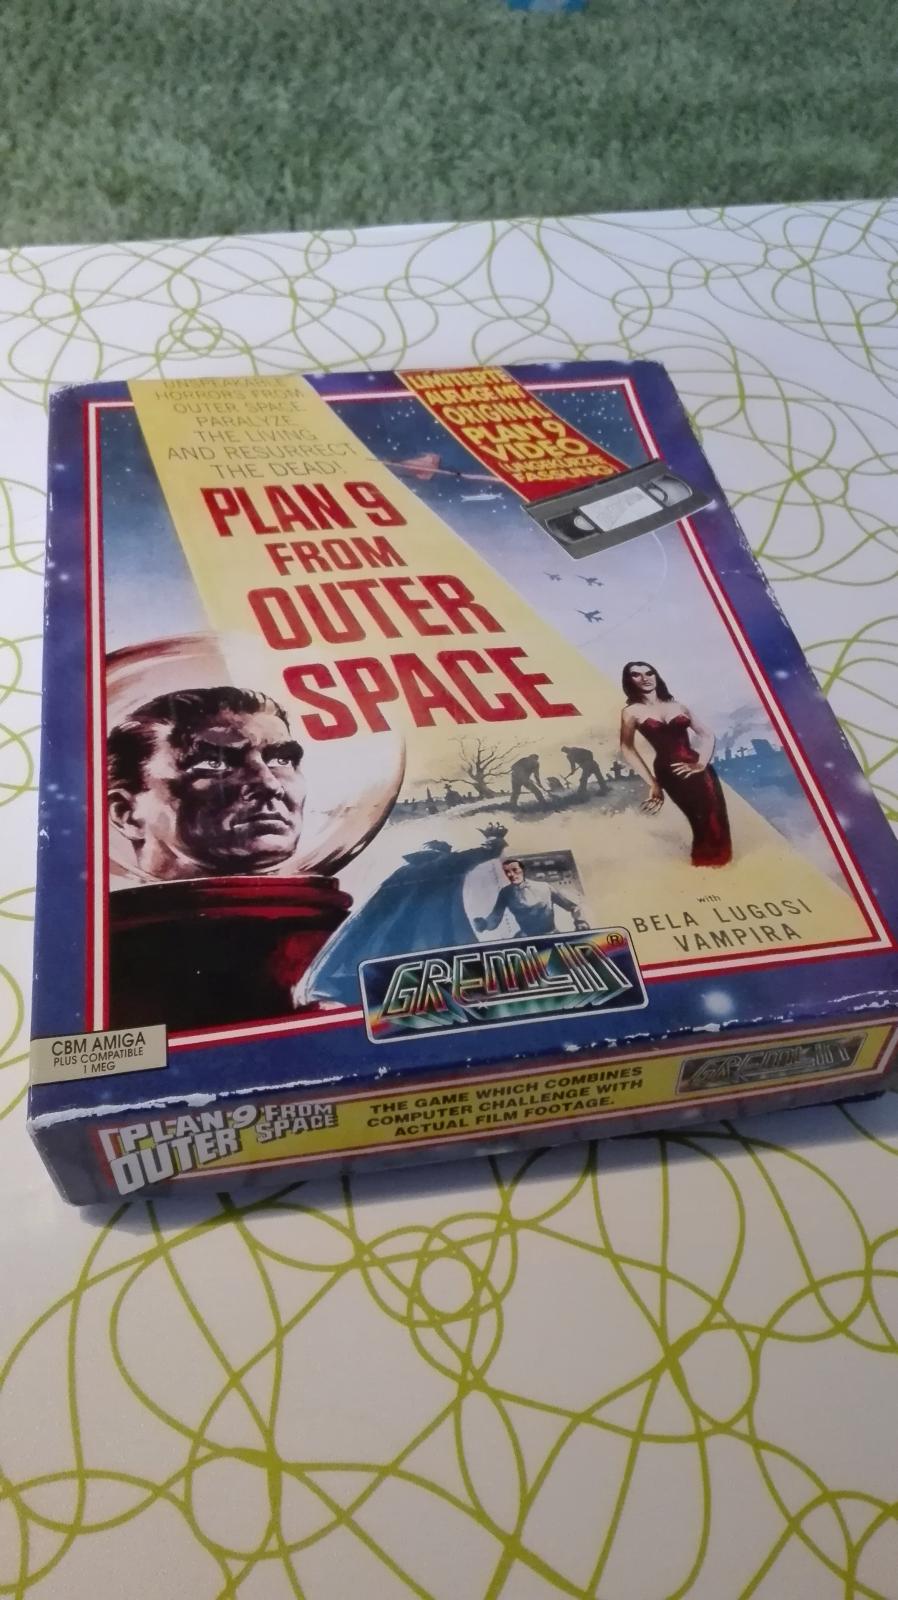 UNSPEAKABLE
HORRORS FROM
OUTER SPACE
PARALYZE
THE LIVING
AND RESURRECT
THE DEAD!
LIMITIERTE
AUFLAGE MIT
ORIGINAL
PLAN 9
VIDEO
(UNGEKÜRZTE
FASSUNG)
PLAN 9
FROM
OUTER
SPACE
with
BELA LUGOSI
VAMPIRA
GREMLIN®
CBM AMIGA
PLUS COMPATIBLE
1 MEG
PLAN 9 FROM
OUTER SPACE
THE GAME WHICH COMBINES
COMPUTER CHALLENGE WITH
ACTUAL FILM FOOTAGE.
GREMLIN